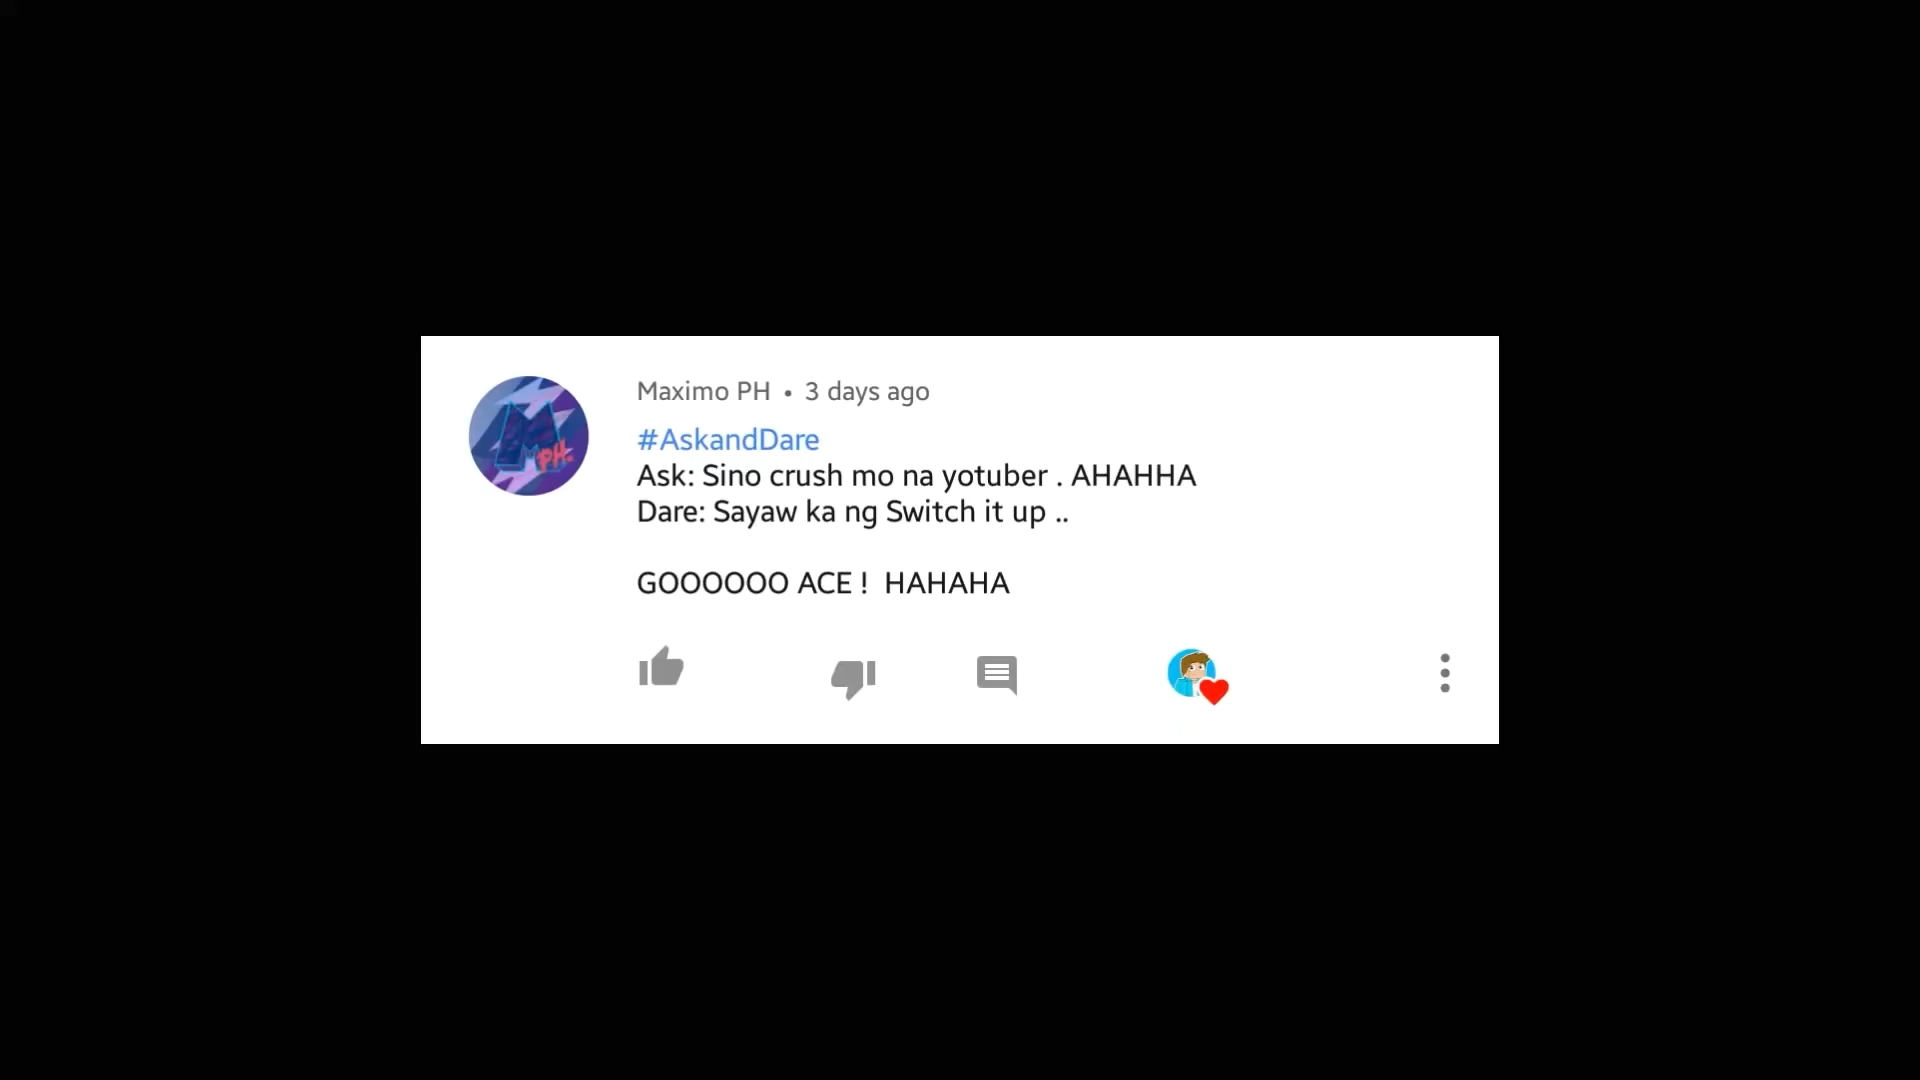 Maximo PH • 3 days ago
#AskandDare
Ask: Sino crush mo na yotuber . AHAHHA
Dare: Sayaw ka ng Switch it up ..
GOOOOOO ACE ! HAHAHA
M
PH.